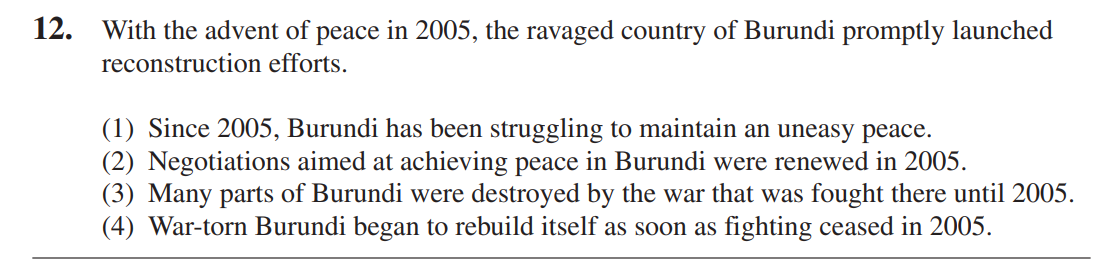 12. With the advent of peace in 2005, the ravaged country of Burundi promptly launched
reconstruction efforts.
(1) Since 2005, Burundi has been struggling to maintain an uneasy peace.
(2) Negotiations aimed at achieving peace in Burundi were renewed in 2005.
(3) Many parts of Burundi were destroyed by the war that was fought there until 2005.
(4) War-torn Burundi began to rebuild itself as soon as fighting ceased in 2005.